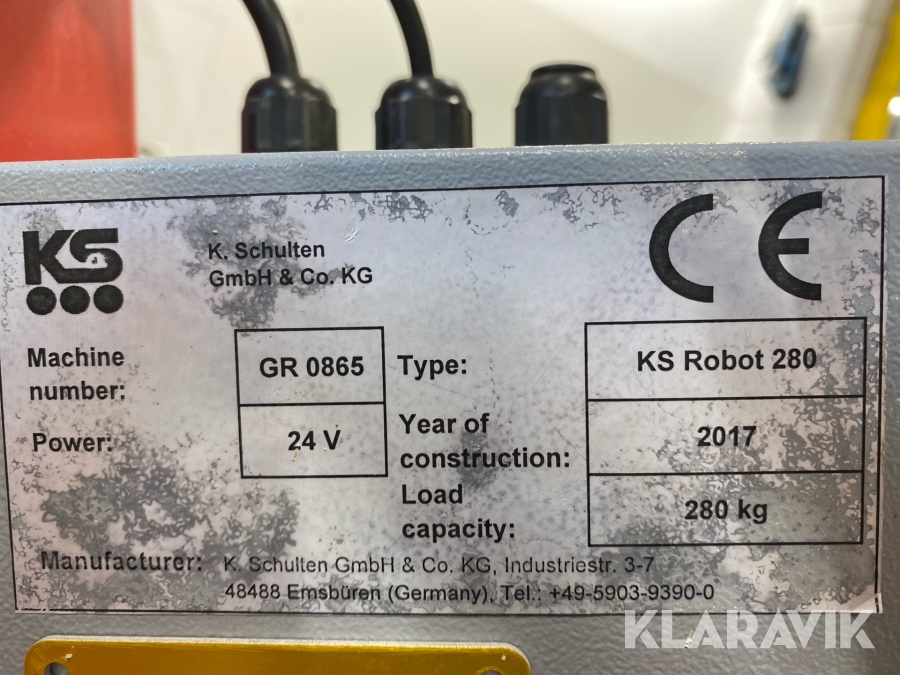 KS
K. Schulten
GmbH & Co. KG
CE
Machine
number:
GR 0865
Type:
KS Robot 280
Power:
24 V
Year of
construction:
2017
Load
capacity:
280 kg
Manufacturer: K. Schulten GmbH & Co. KG, Industriestr. 3-7
48488 Emsbüren (Germany), Tel.: +49-5903-9390-0
KLARAVIK